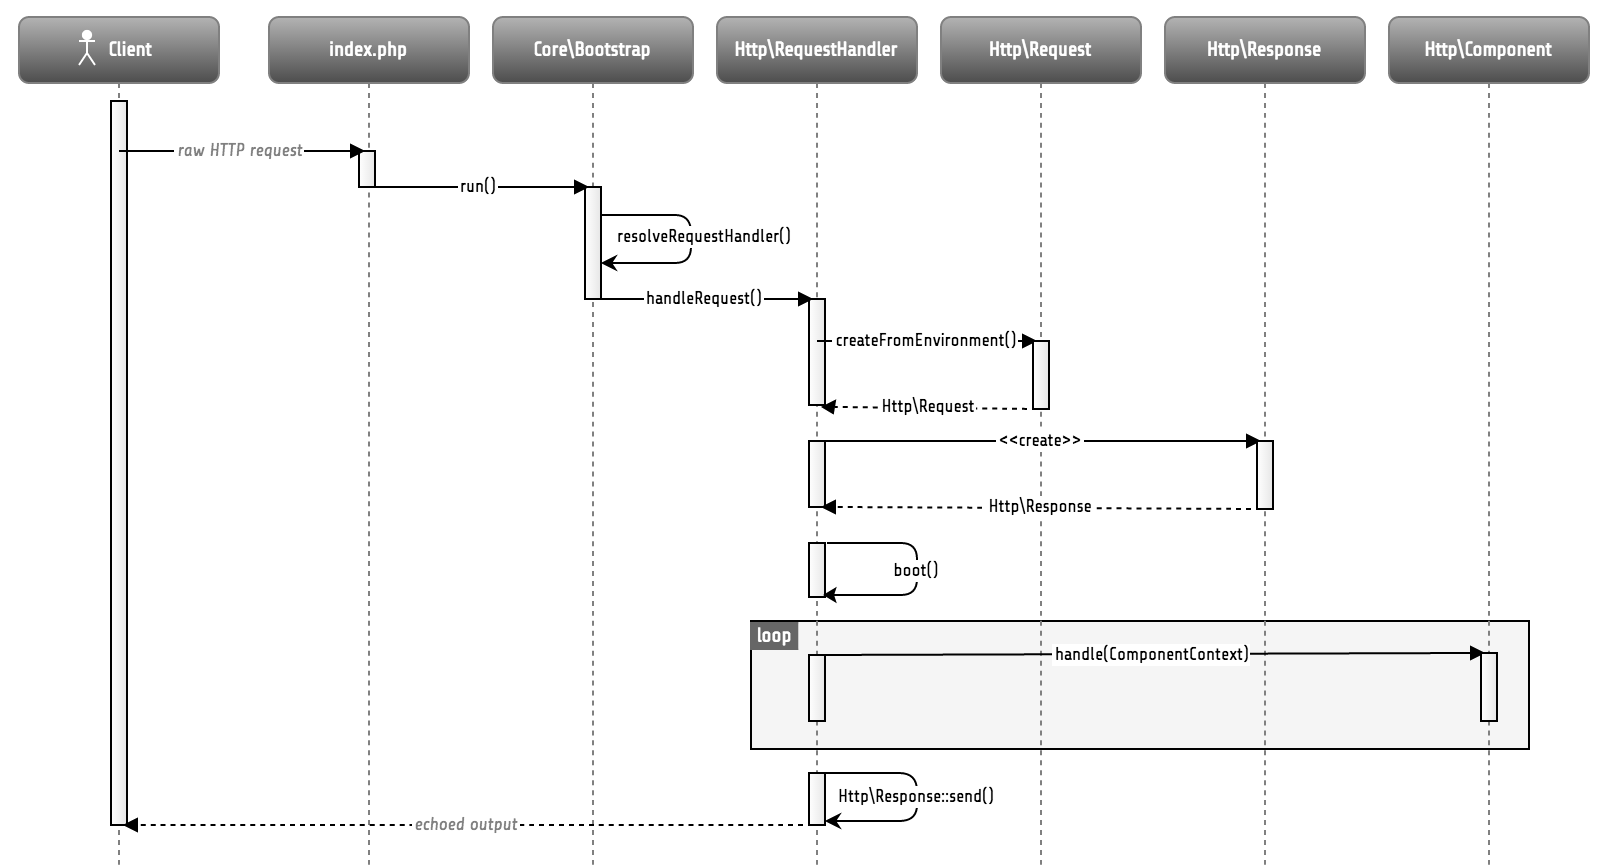 Client
index.php
Core\Bootstrap
Http\RequestHandler
Http\Request
Http\Response
Http\Component
raw HTTP request
run()
resolveRequestHandler()
handleRequest()
createFromEnvironment()
Http\Request
<<create>>
Http\Response
boot()
loop
handle(ComponentContext)
Http\Response::send()
echoed output